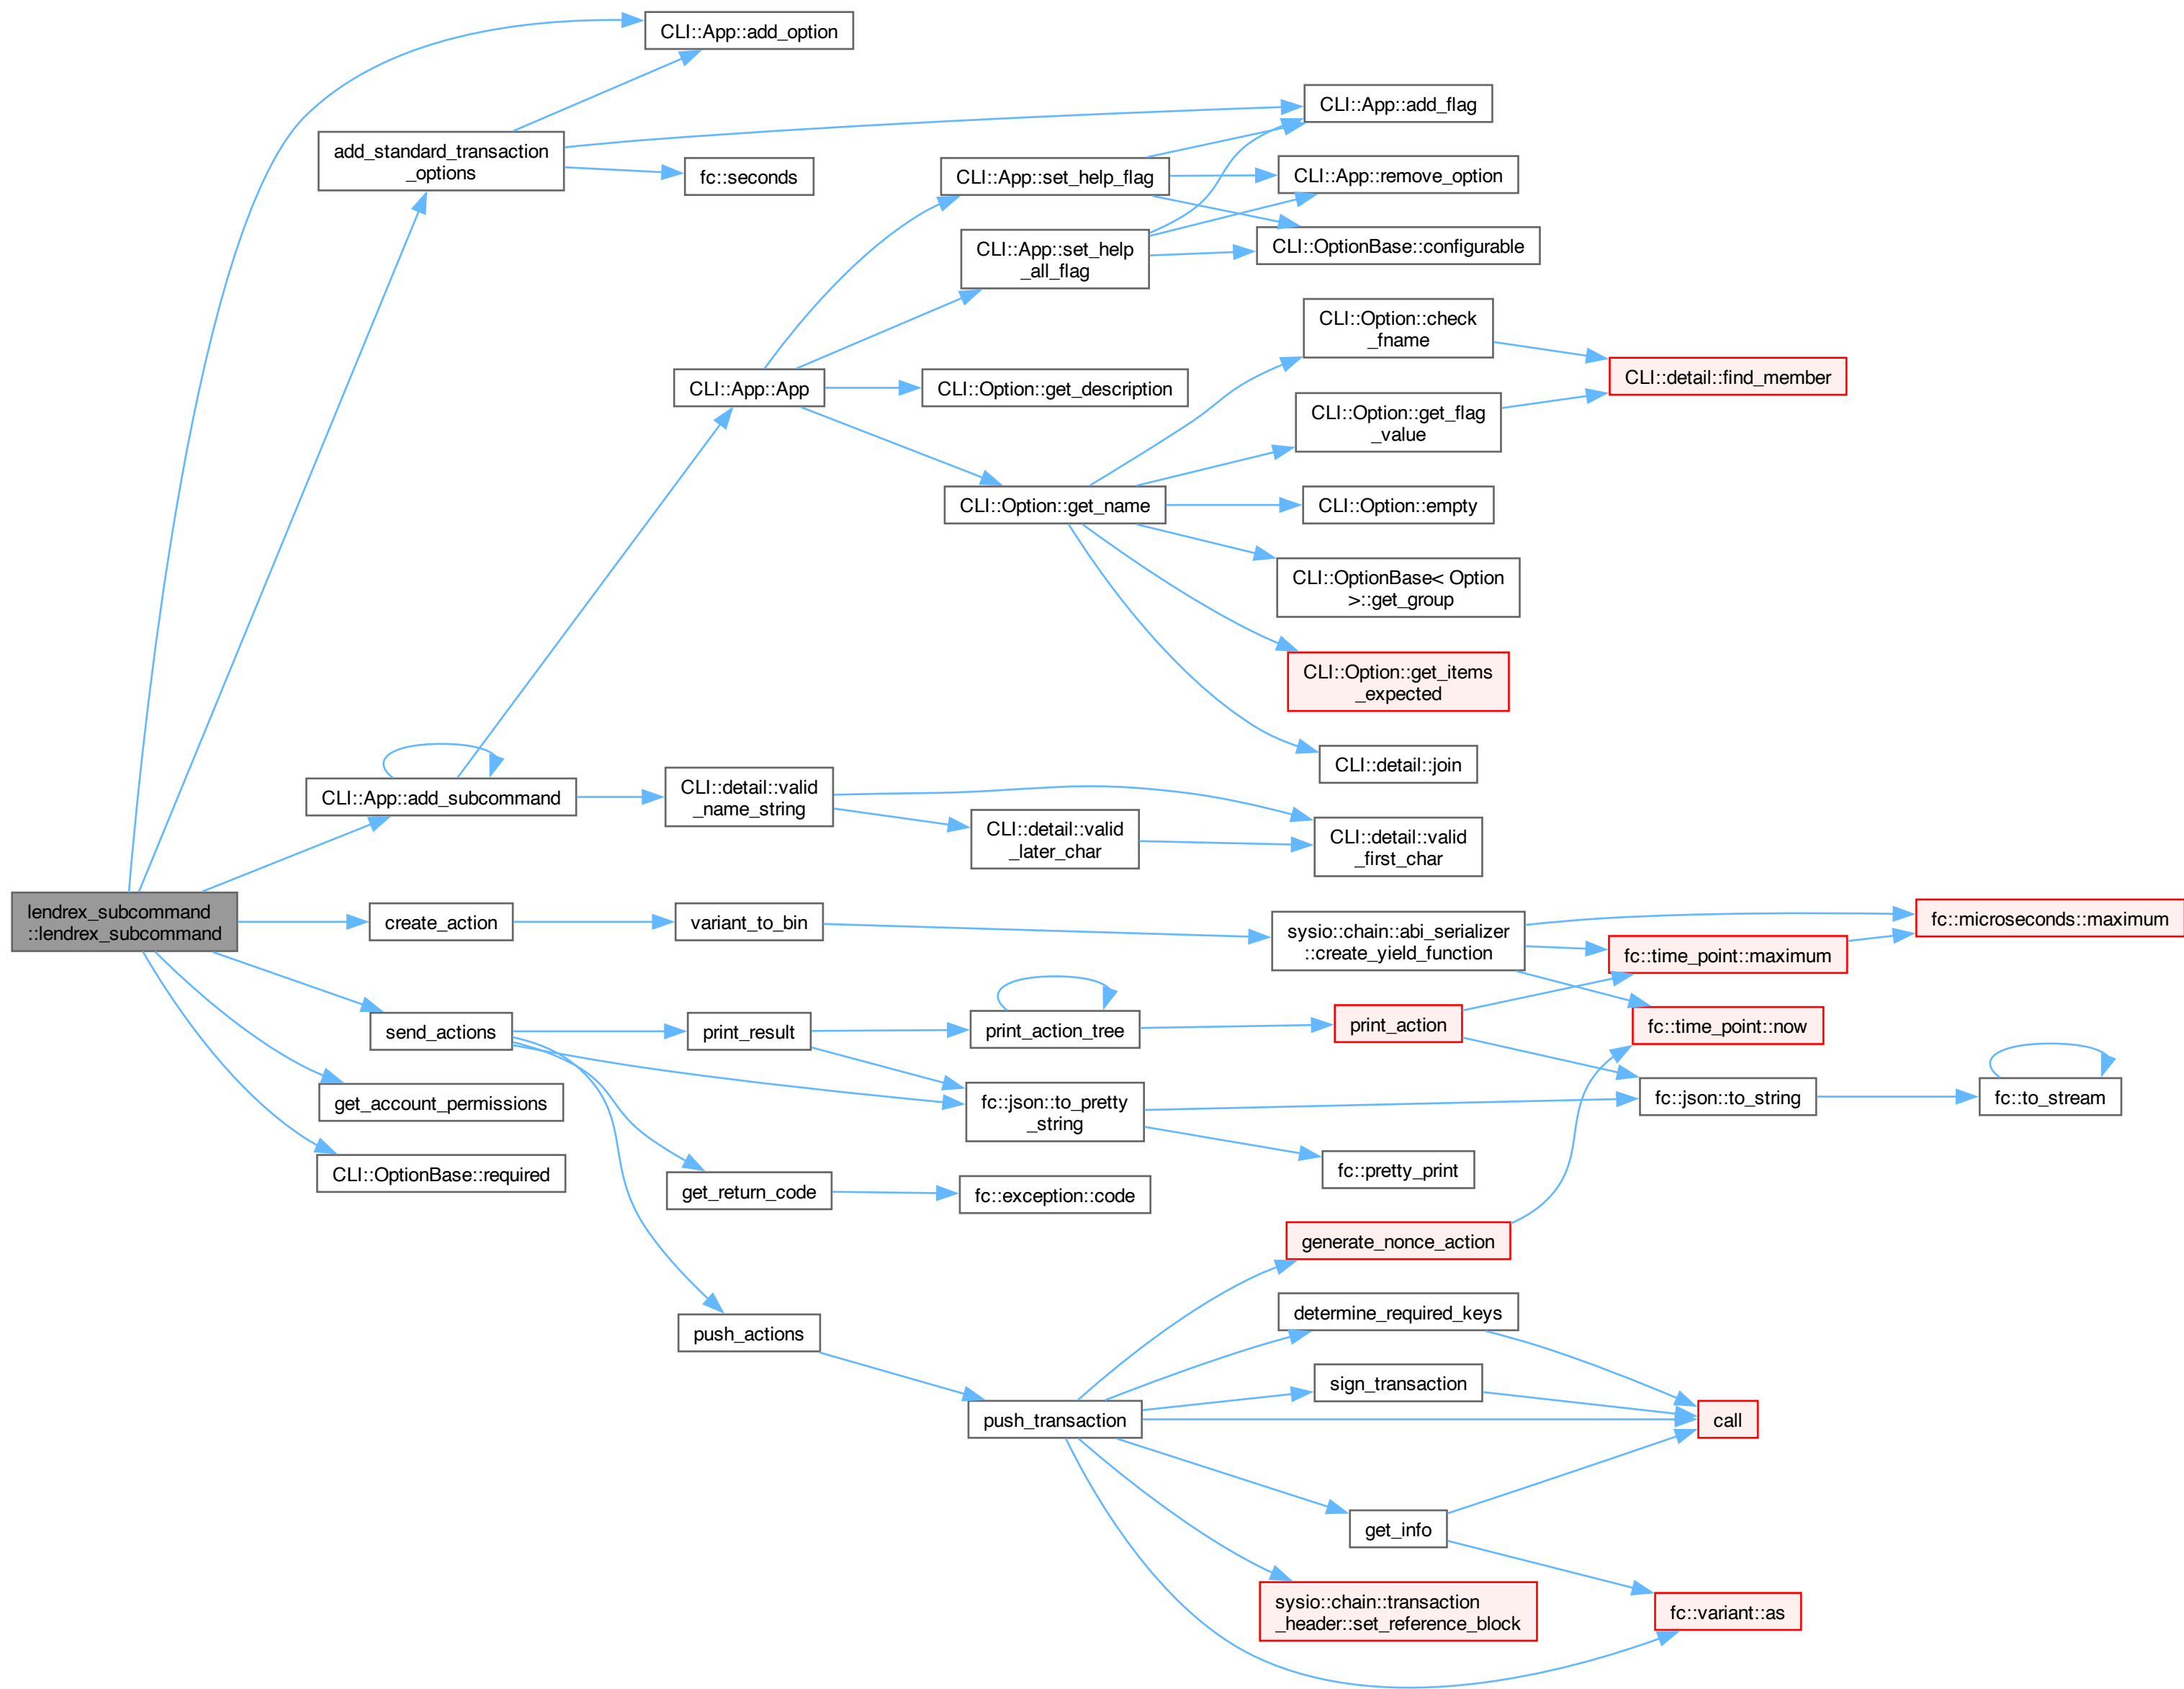 CLI::App::add_option
add_standard_transaction
_options
fc::seconds
CLI::App::add_flag
CLI::App::set_help_flag
CLI::App::remove_option
CLI::App::set_help
_all_flag
CLI::OptionBase::configurable
CLI::Option::check
_fname
CLI::detail::find_member
CLI::App::App
CLI::Option::get_description
CLI::Option::get_flag
_value
CLI::Option::get_name
CLI::Option::empty
CLI::OptionBase< Option
>::get_group
CLI::Option::get_items
_expected
CLI::detail::join
CLI::App::add_subcommand
CLI::detail::valid
_name_string
CLI::detail::valid
_later_char
CLI::detail::valid
_first_char
lendrex_subcommand
::lendrex_subcommand
create_action
variant_to_bin
sysio::chain::abi_serializer
::create_yield_function
fc::microseconds::maximum
fc::time_point::maximum
fc::time_point::now
send_actions
print_result
print_action_tree
print_action
get_account_permissions
fc::json::to_pretty
_string
fc::json::to_string
fc::to_stream
CLI::OptionBase::required
fc::pretty_print
get_return_code
fc::exception::code
generate_nonce_action
push_actions
determine_required_keys
sign_transaction
push_transaction
call
get_info
sysio::chain::transaction
_header::set_reference_block
fc::variant::as